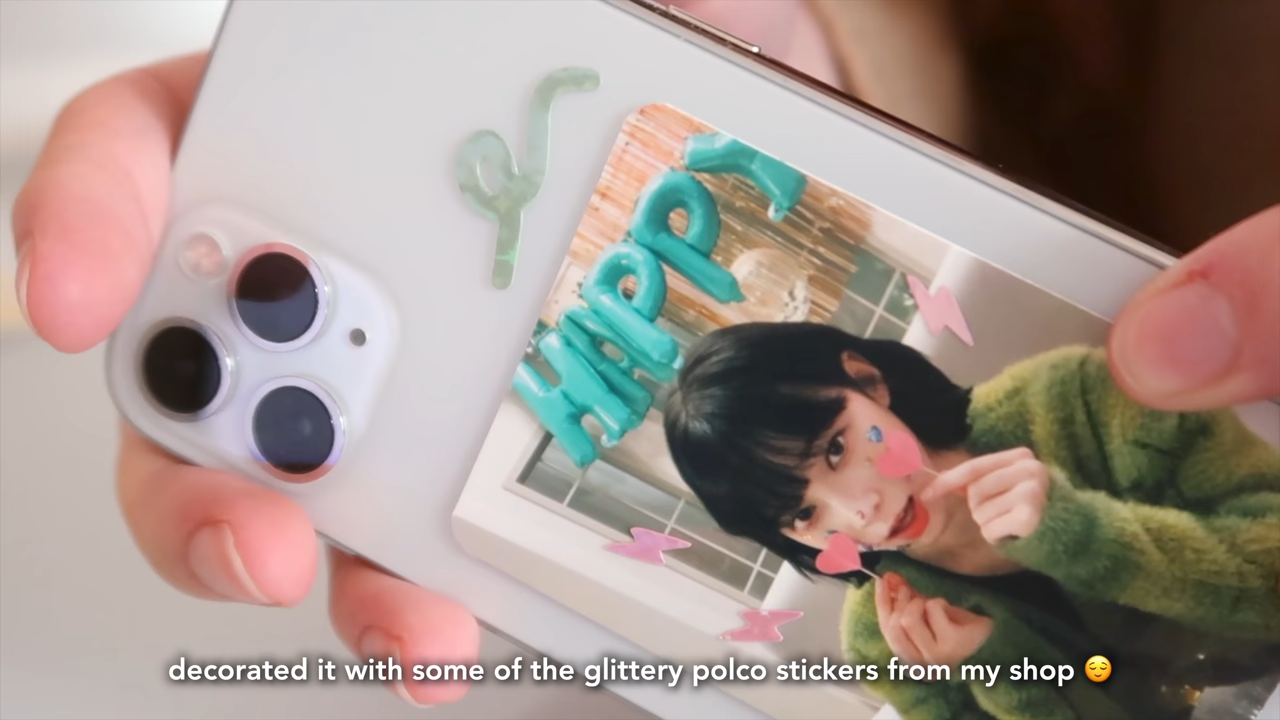 HAPPY
decorated it with some of the glittery polco stickers from my shop 😌